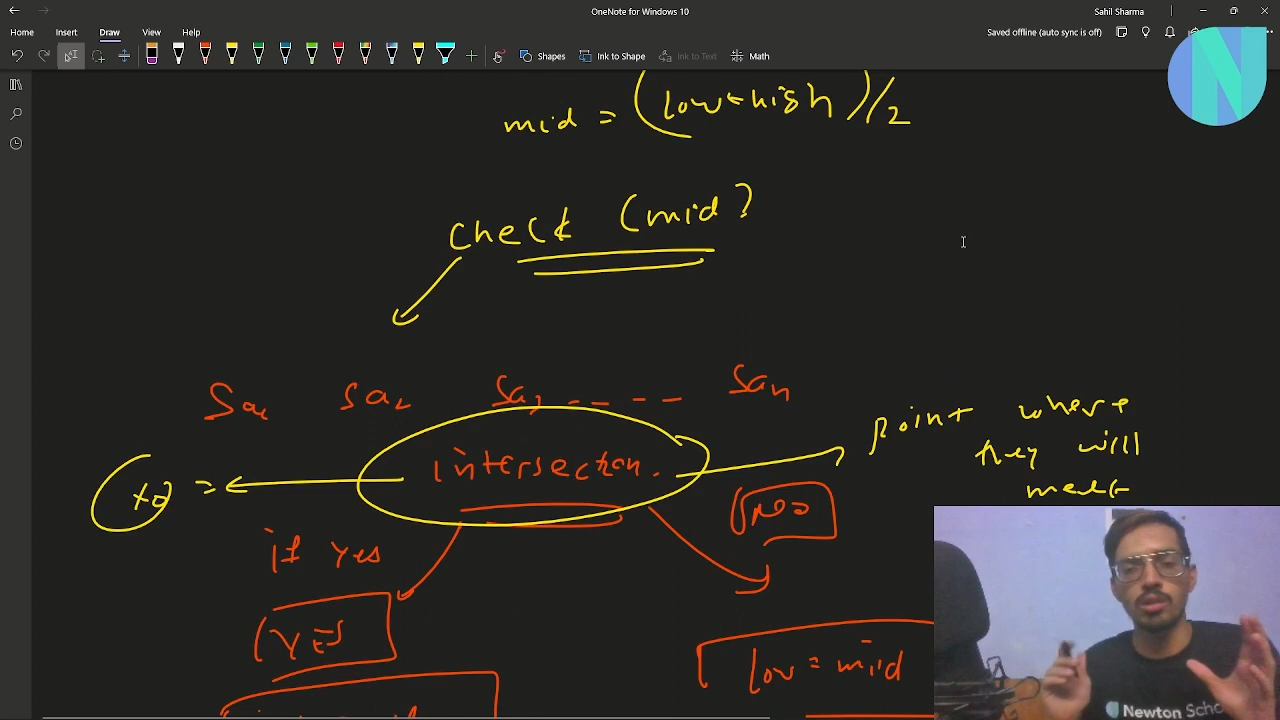 OneNote for Windows 10
Sahil Sharma
Home Insert Draw View Help
Saved offline (auto sync is off)
Shapes Ink to Shape Ink to Text Math
mid = (low+high)/2
Check (mid)
Sa1 Sa2 Sa3 ----- San
intersection.
x0 =
point where
they will
meet
if Yes
YES
(NO)
low = mid
Newton Scho